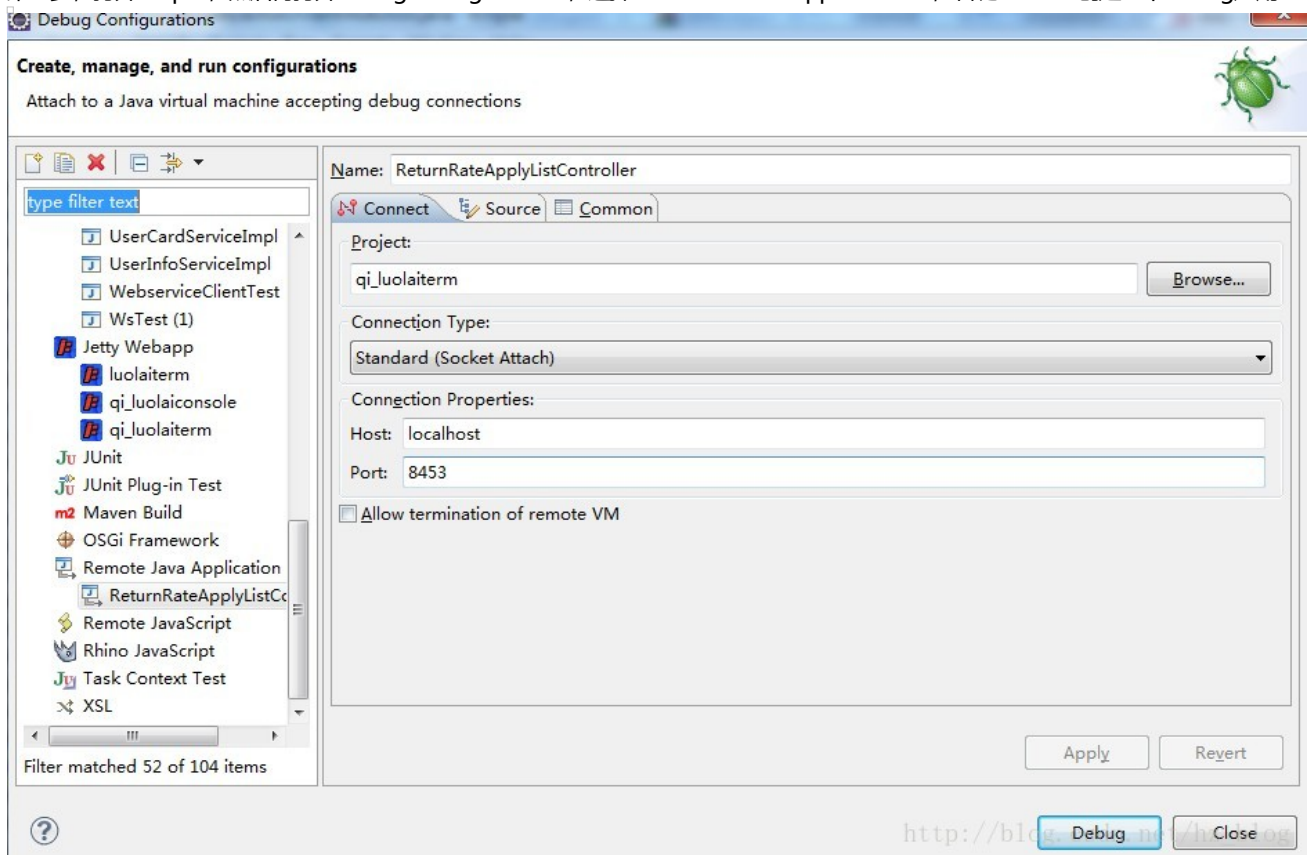 Debug Configurations
Create, manage, and run configurations
Attach to a Java virtual machine accepting debug connections
type filter text
UserCardServiceImpl
UserInfoServiceImpl
WebserviceClientTest
WsTest (1)
Jetty Webapp
luolaiterm
qi_luolaiconsole
qi_luolaiterm
JUnit
JUnit Plug-in Test
Maven Build
OSGi Framework
Remote Java Application
ReturnRateApplyListCo
Remote JavaScript
Rhino JavaScript
Task Context Test
XSL
Filter matched 52 of 104 items
Name: ReturnRateApplyListController
Connect Source Common
Project:
qi_luolaiterm Browse...
Connection Type:
Standard (Socket Attach)
Connection Properties:
Host: localhost
Port: 8453
Allow termination of remote VM
Apply Revert
Debug Close